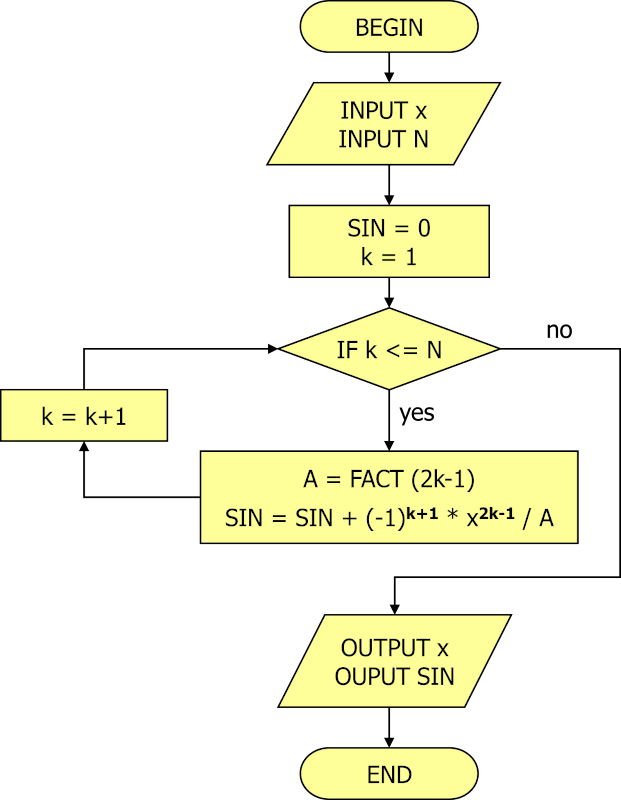 BEGIN
INPUT x
INPUT N
SIN = 0
k = 1
IF k <= N
no
yes
k = k+1
A = FACT (2k-1)
SIN = SIN + (-1)^k+1 * x^2k-1 / A
OUTPUT x
OUPUT SIN
END